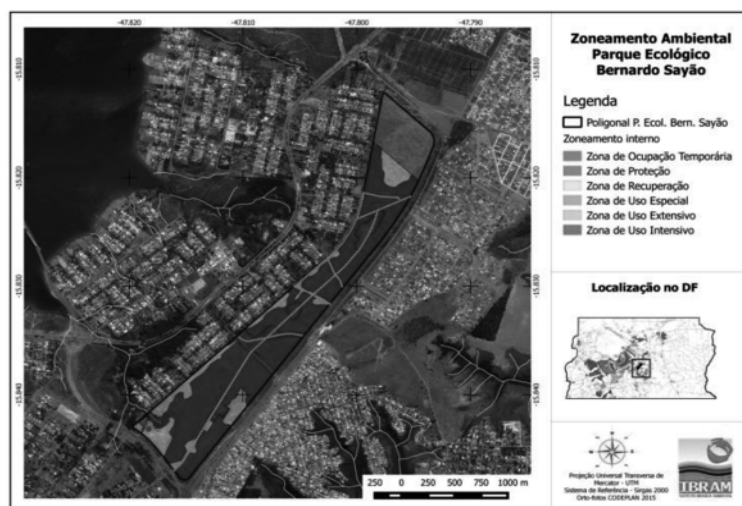 -47.820
-47.810
-47.800
-47.790
-15.810
-15.820
-15.830
-15.840
Zoneamento Ambiental
Parque Ecológico
Bernardo Sayão
Legenda
Poligonal P. Ecol. Bern. Sayão
Zoneamento interno
Zona de Ocupação Temporária
Zona de Proteção
Zona de Recuperação
Zona de Uso Especial
Zona de Uso Extensivo
Zona de Uso Intensivo
Localização no DF
Projeção Universal Transversa de
Mercator - UTM
Sistema de Referência - Sirgas 2000
Orto-fotos CODEPLAN 2015
IBRAM
250 0 250 500 750 1000 m